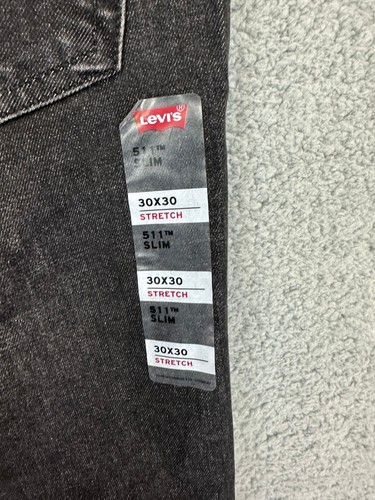 LEVI'S®
511™
SLIM
30X30
STRETCH
511™
SLIM
30X30
STRETCH
511™
SLIM
30X30
STRETCH